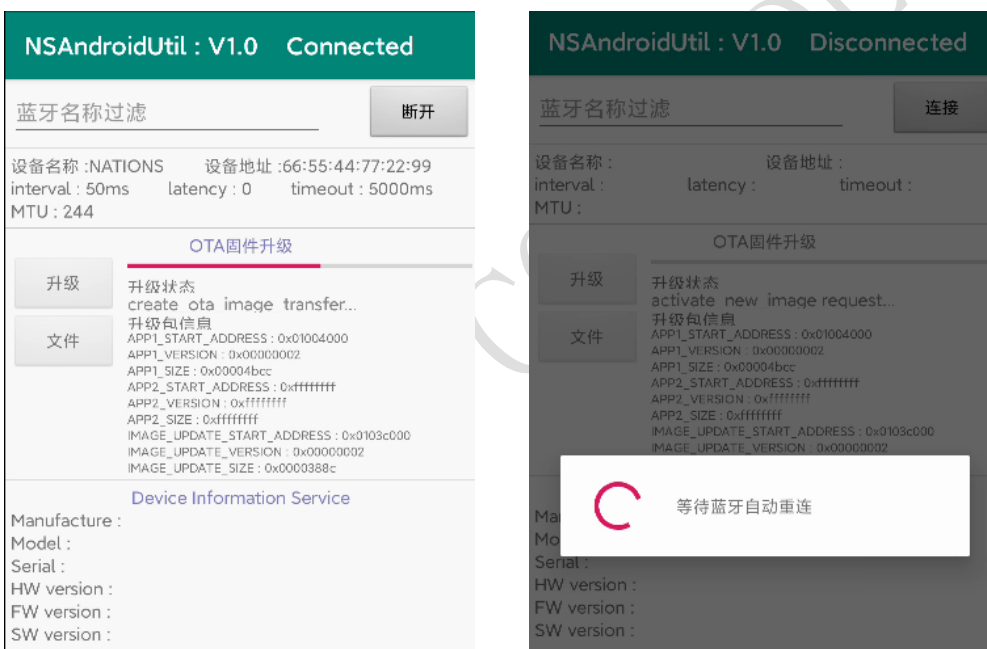 NSAndroidUtil : V1.0 Connected
蓝牙名称过滤 断开
设备名称 :NATIONS 设备地址 :66:55:44:77:22:99
interval : 50ms latency : 0 timeout : 5000ms
MTU : 244
OTA固件升级
升级
升级状态
create ota image transfer...
文件
升级包信息
APP1_START_ADDRESS : 0x01004000
APP1_VERSION : 0x00000002
APP1_SIZE : 0x00004bcc
APP2_START_ADDRESS : 0xffffffff
APP2_VERSION : 0xffffffff
APP2_SIZE : 0xffffffff
IMAGE_UPDATE_START_ADDRESS : 0x0103c000
IMAGE_UPDATE_VERSION : 0x00000002
IMAGE_UPDATE_SIZE : 0x0000388c
Device Information Service
Manufacture :
Model :
Serial :
HW version :
FW version :
SW version :
NSAndroidUtil : V1.0 Disconnected
蓝牙名称过滤 连接
设备名称 : 设备地址 :
interval : latency : timeout :
MTU :
OTA固件升级
升级
升级状态
activate new image request...
文件
升级包信息
APP1_START_ADDRESS : 0x01004000
APP1_VERSION : 0x00000002
APP1_SIZE : 0x00004bcc
APP2_START_ADDRESS : 0xffffffff
APP2_VERSION : 0xffffffff
APP2_SIZE : 0xffffffff
IMAGE_UPDATE_START_ADDRESS : 0x0103c000
IMAGE_UPDATE_VERSION : 0x00000002
等待蓝牙自动重连
Ma
Mo
Serial :
HW version :
FW version :
SW version :